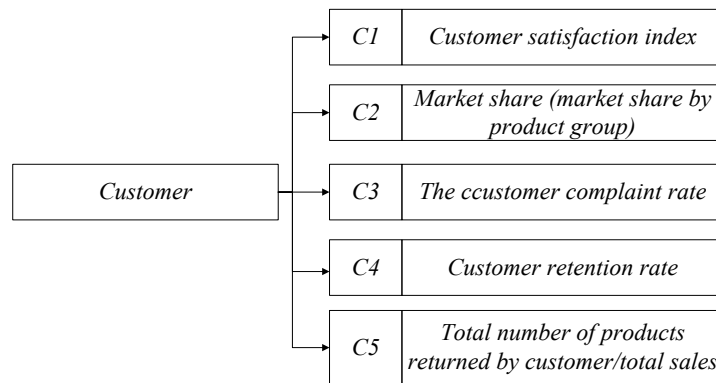 C1 Customer satisfaction index
C2 Market share (market share by
product group)
Customer
C3 The ccustomer complaint rate
C4 Customer retention rate
C5 Total number of products
returned by customer/total sales